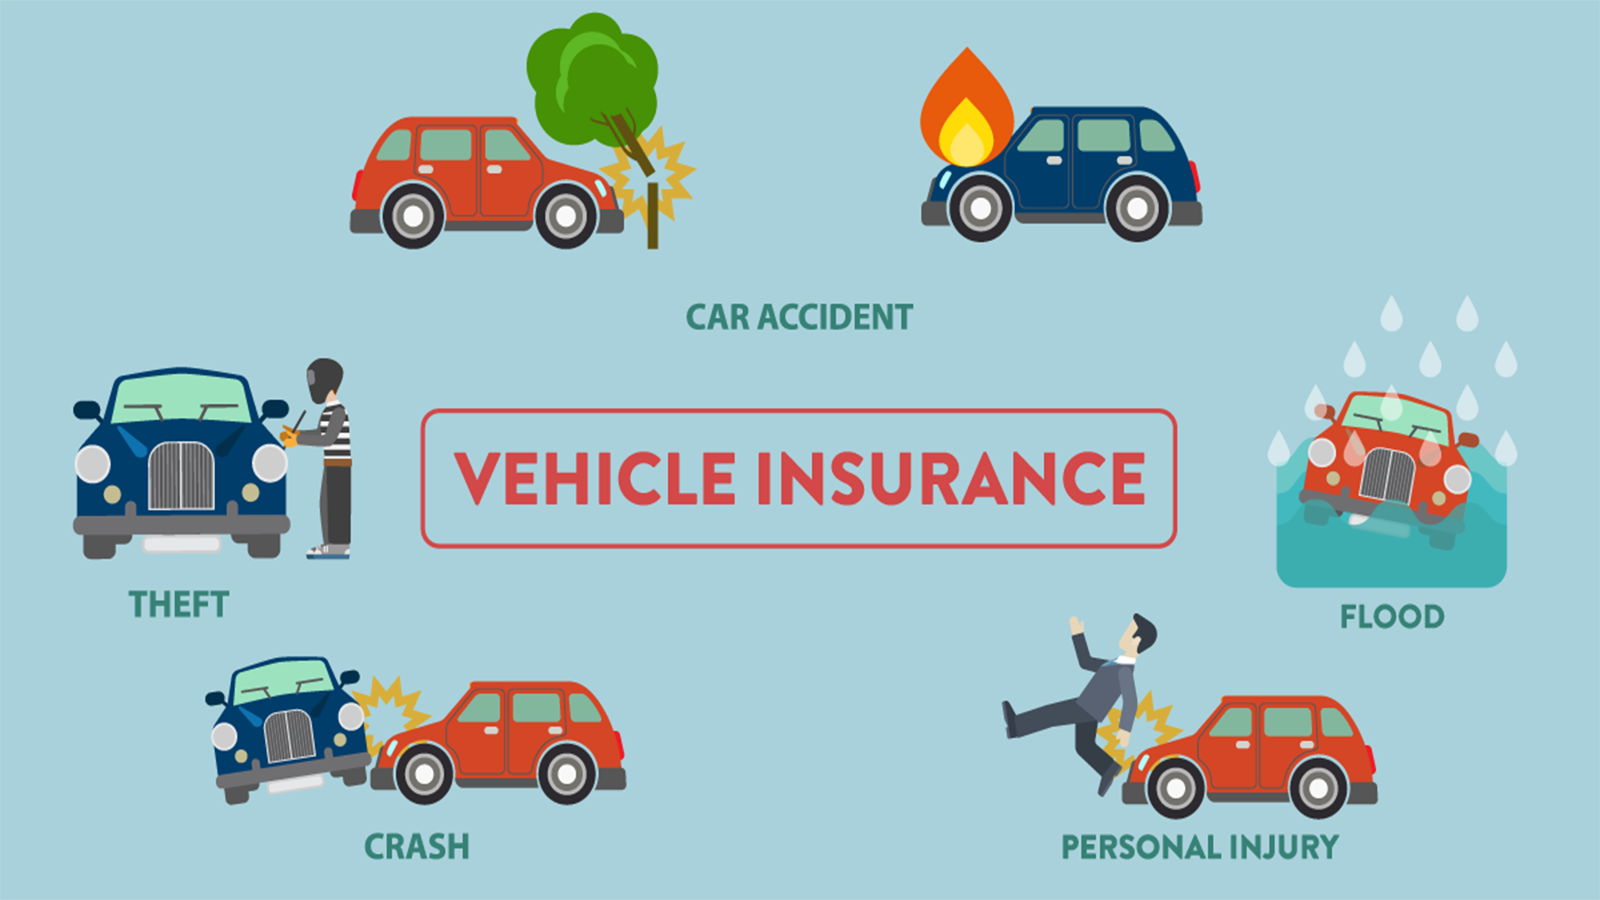 CAR ACCIDENT
VEHICLE INSURANCE
THEFT
FLOOD
CRASH
PERSONAL INJURY